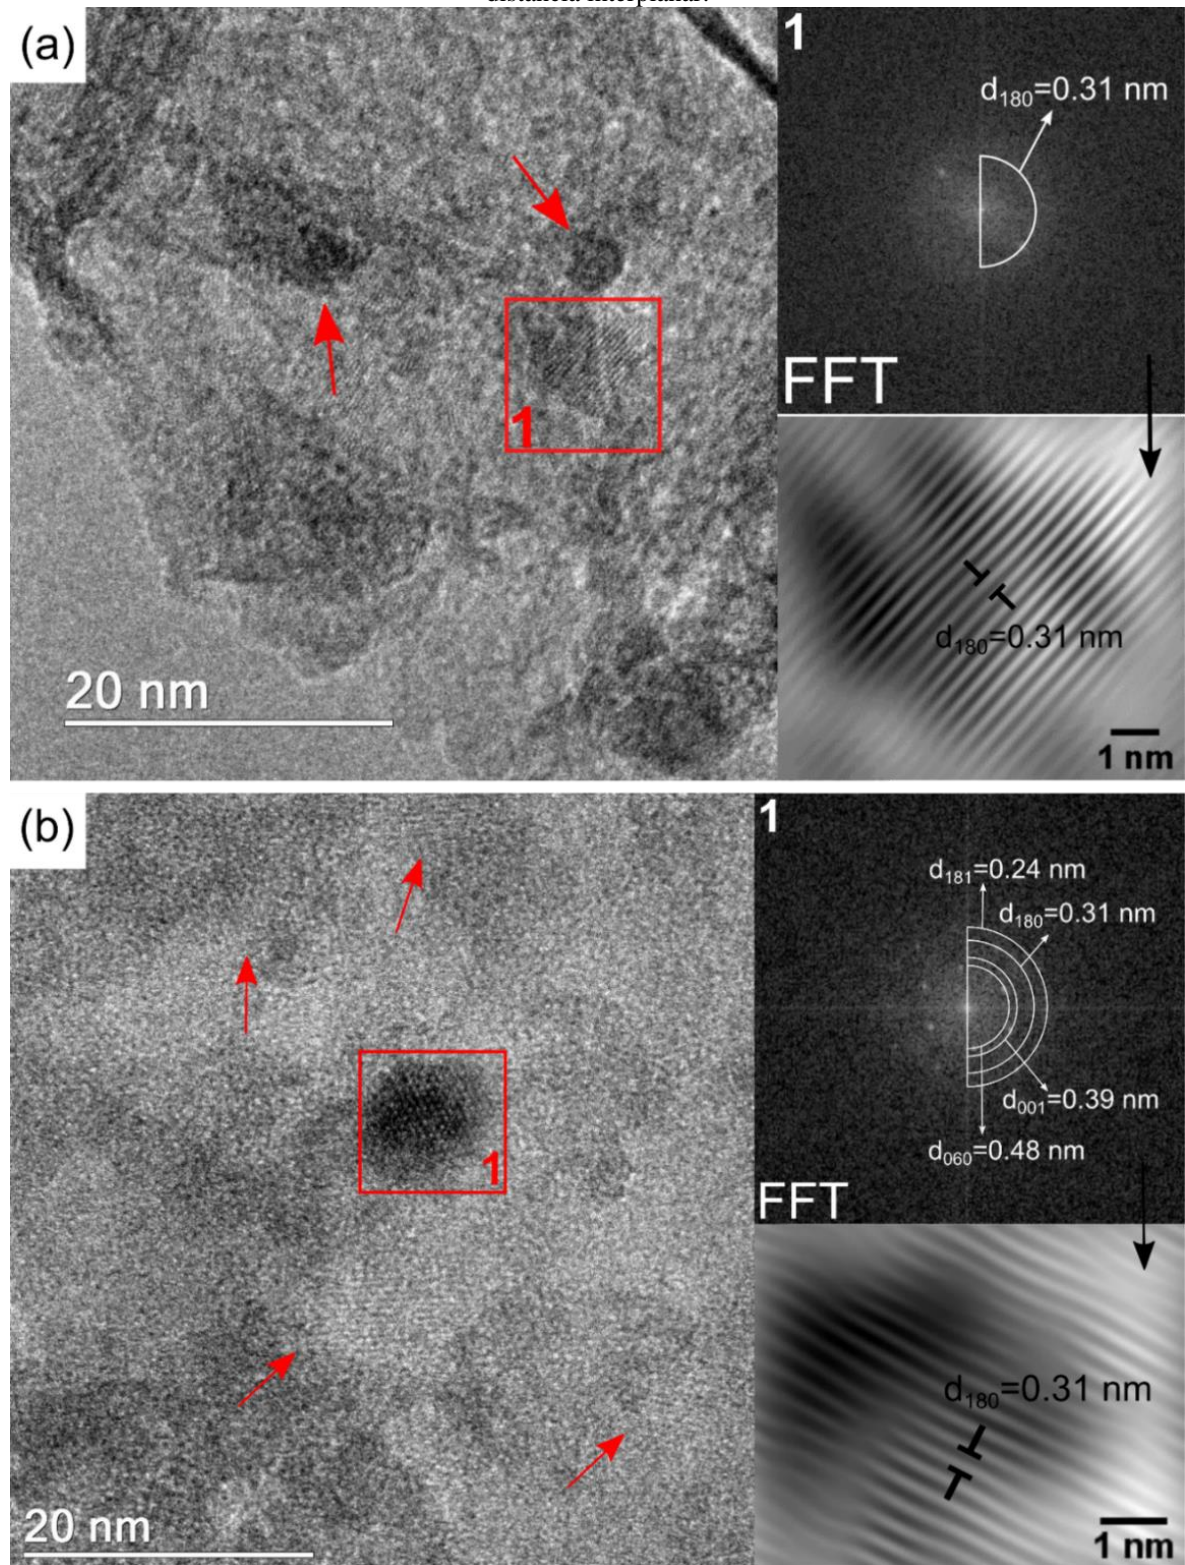 distância interplanar.
(a)
1
d180=0.31 nm
FFT
1
20 nm
d180=0.31 nm
1 nm
(b)
1
d181=0.24 nm
d180=0.31 nm
d001=0.39 nm
d060=0.48 nm
FFT
1
20 nm
d180=0.31 nm
1 nm